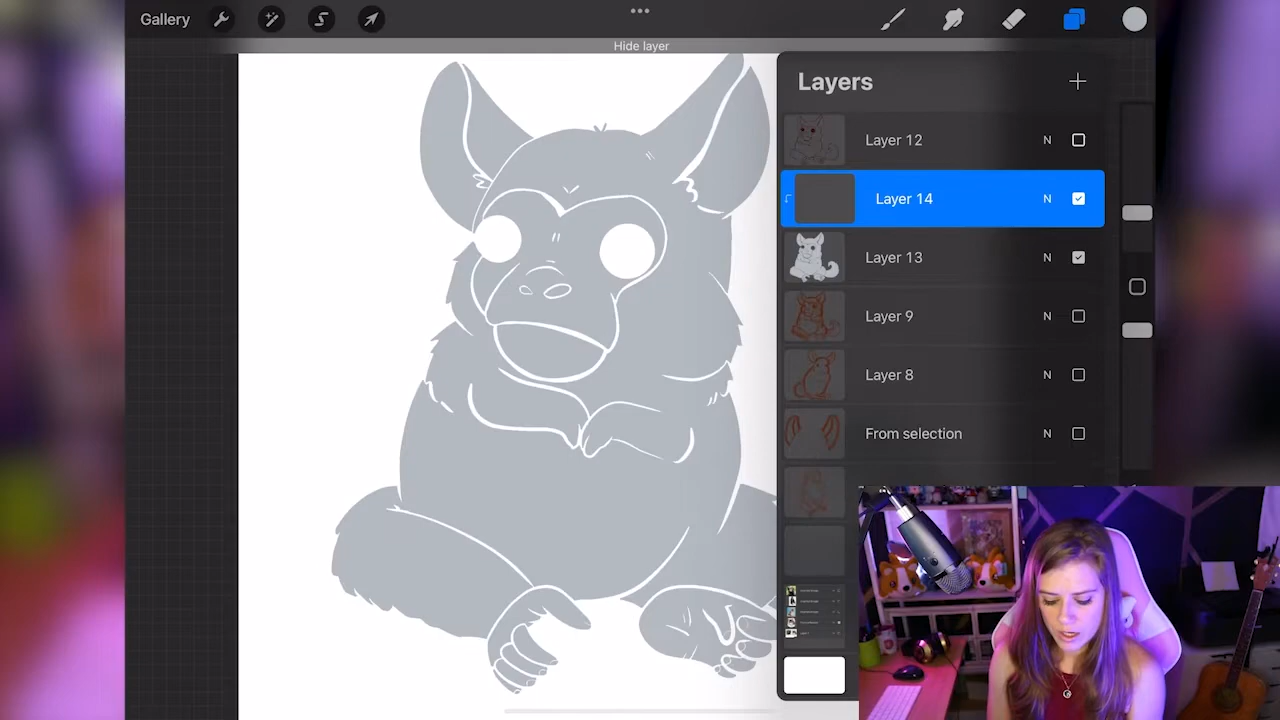 Gallery
Hide layer
Layers
Layer 12
N
Layer 14
N
Layer 13
N
Layer 9
N
Layer 8
N
From selection
N